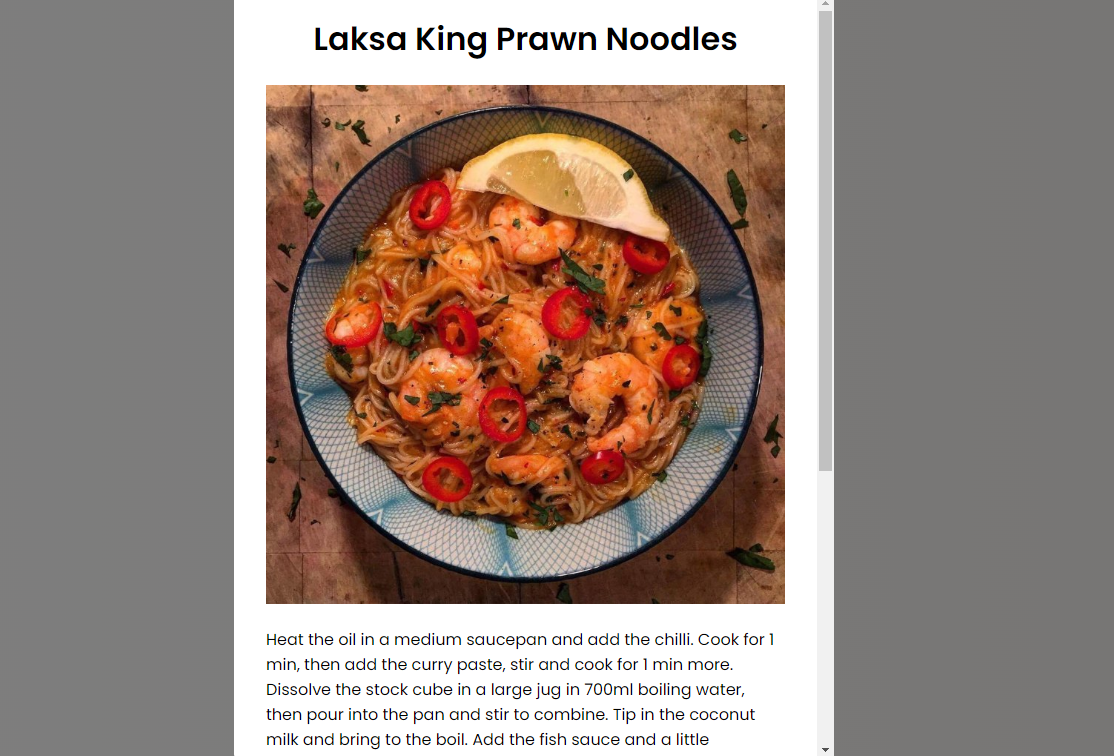 Laksa King Prawn Noodles
Heat the oil in a medium saucepan and add the chilli. Cook for 1
min, then add the curry paste, stir and cook for 1 min more.
Dissolve the stock cube in a large jug in 700ml boiling water,
then pour into the pan and stir to combine. Tip in the coconut
milk and bring to the boil. Add the fish sauce and a little